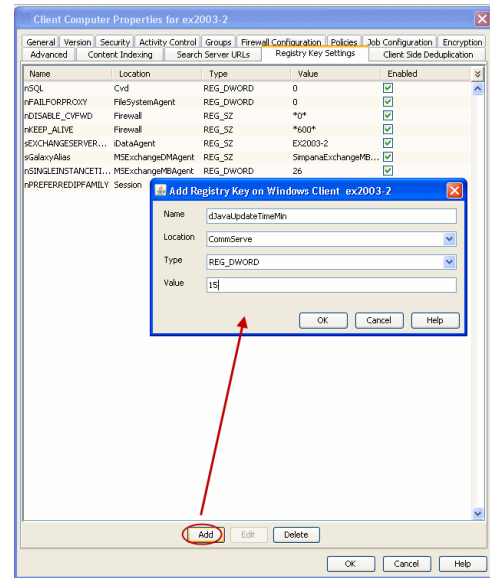 Client Computer Properties for ex2003-2
General Version Security Activity Control Groups Firewall Configuration Policies Job Configuration Encryption
Advanced Content Indexing Search Server URLs Registry Key Settings Client Side Deduplication
Name Location Type Value Enabled
nSQL Cvd REG_DWORD 0
nFAILFORPROXY FileSystemAgent REG_DWORD 0
nDISABLE_CVFWD Firewall REG_SZ *0*
nKEEP_ALIVE Firewall REG_SZ *600*
sEXCHANGESERVER... iDataAgent REG_SZ EX2003-2
sGalaxyAlias MSExchangeDMAgent REG_SZ SimpanaExchangeMB...
nSINGLEINSTANCETI... MSExchangeMBAgent REG_DWORD 26
nPREFERREDIPFAMILY Session
Add Registry Key on Windows Client ex2003-2
Name dJavaUpdateTimeMin
Location CommServe
Type REG_DWORD
Value 15
OK Cancel Help
Add Edit Delete
OK Cancel Help